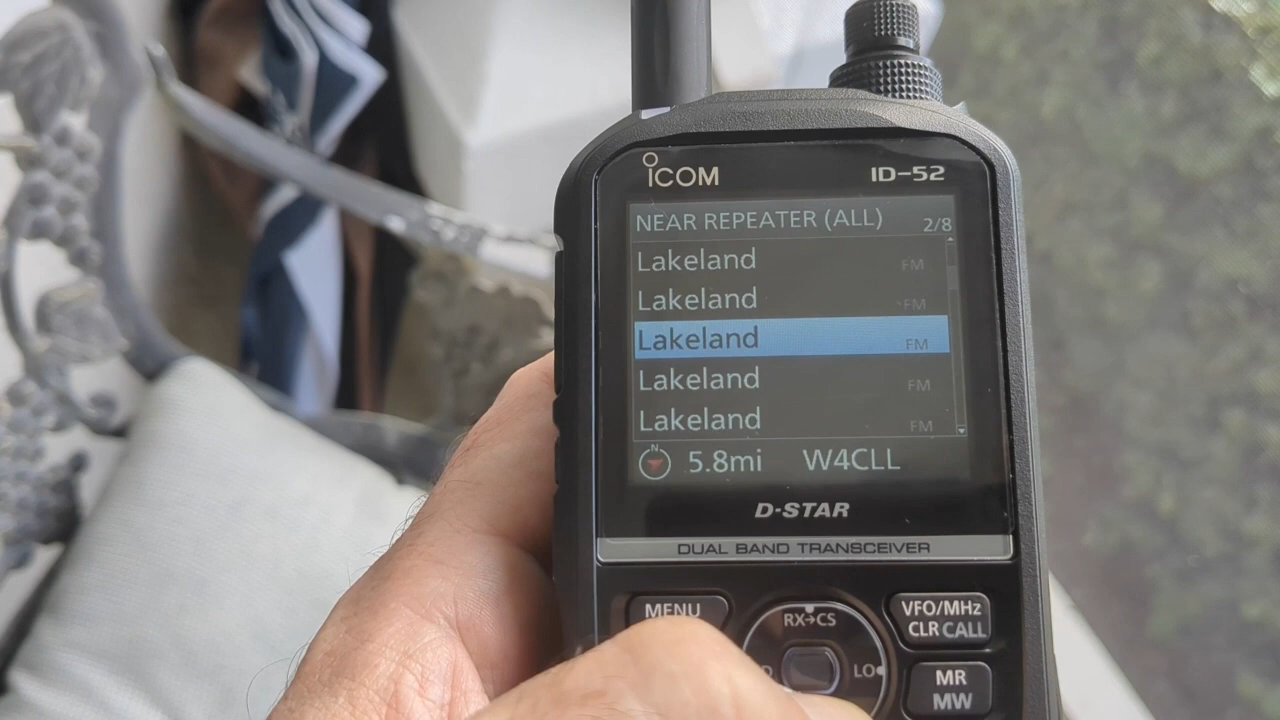 ICOM ID-52
NEAR REPEATER (ALL) 2/8
Lakeland FM
Lakeland FM
Lakeland FM
Lakeland FM
Lakeland FM
N
5.8mi W4CLL
D-STAR
DUAL BAND TRANSCEIVER
MENU
RX→CS
VFO/MHz
CLR CALL
LO
MR
MW